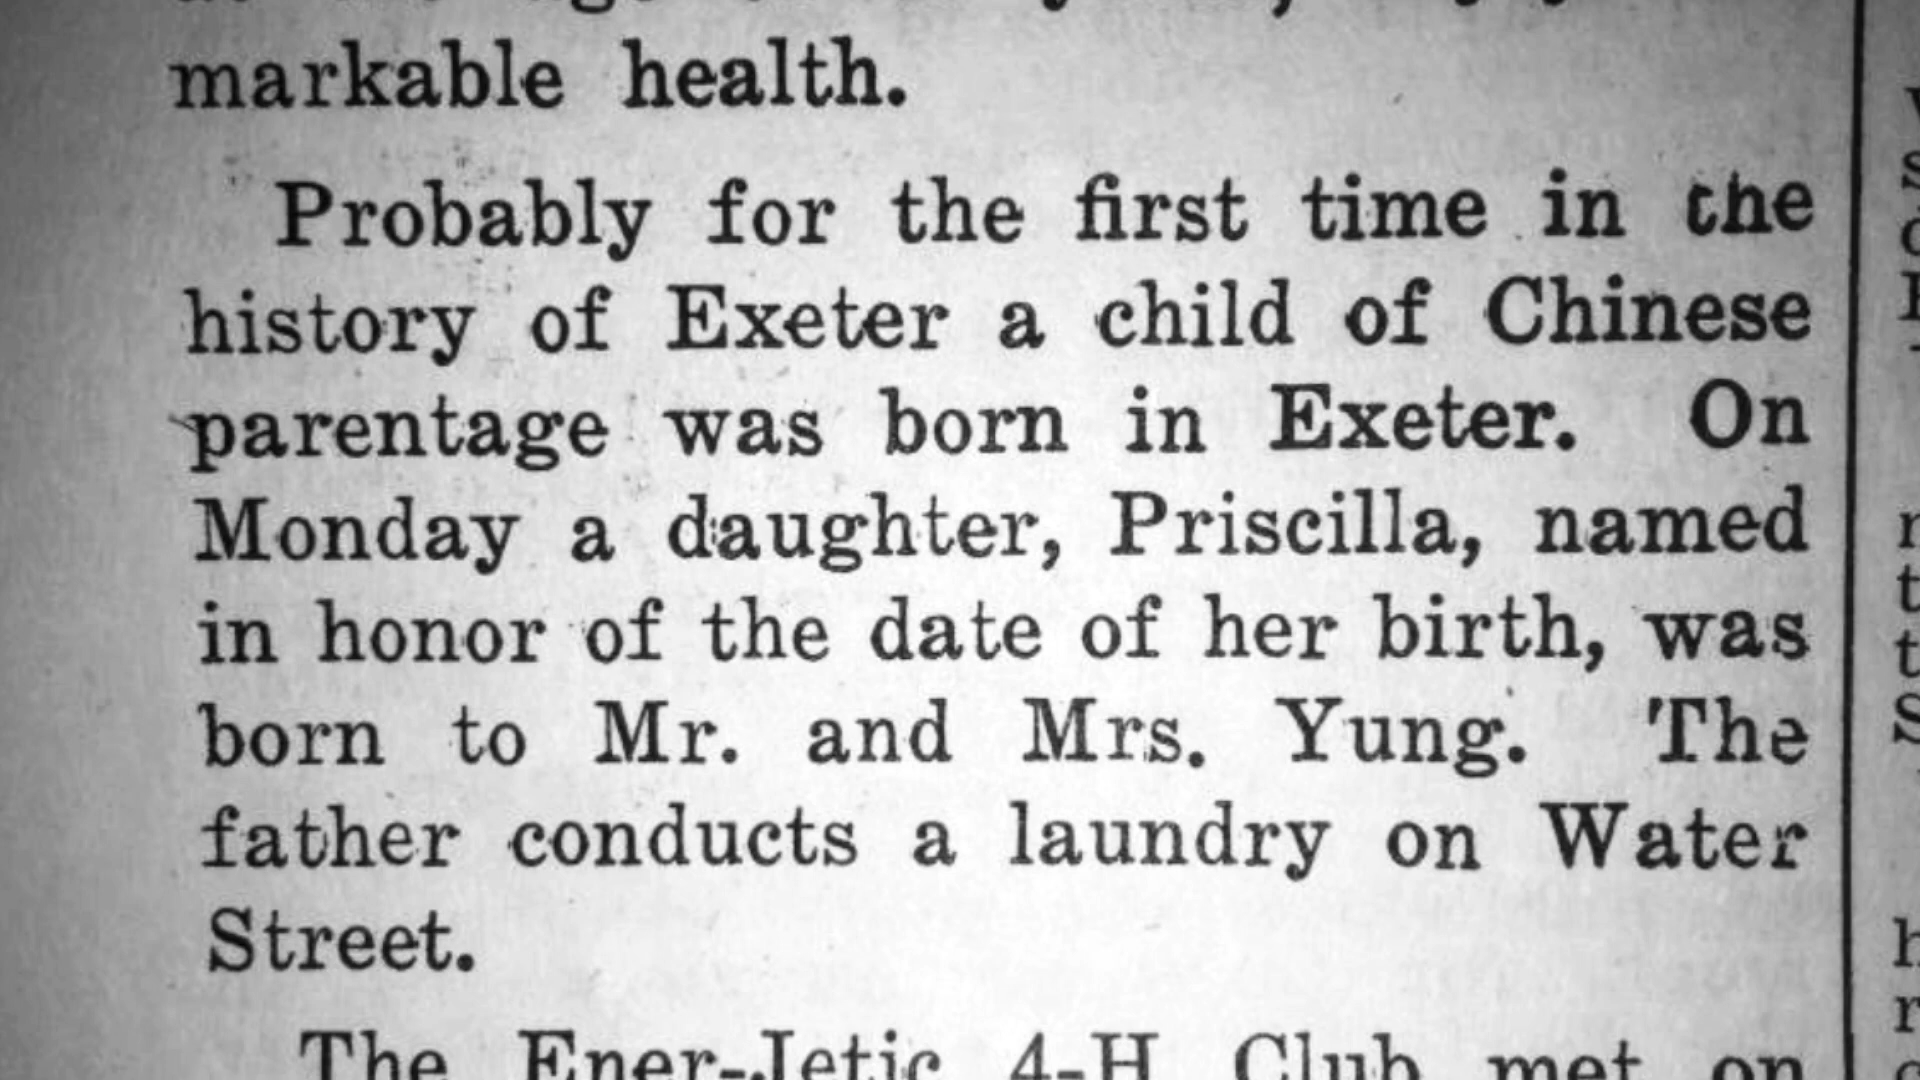 markable health.
Probably for the first time in the
history of Exeter a child of Chinese
parentage was born in Exeter. On
Monday a daughter, Priscilla, named
in honor of the date of her birth, was
born to Mr. and Mrs. Yung. The
father conducts a laundry on Water
Street.
The Ener-Jetic 4-H Club met on